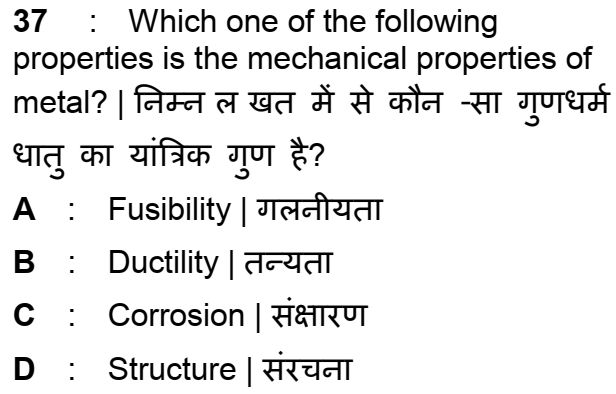 37 : Which one of the following
properties is the mechanical properties of
metal? | निम्न ल खत में से कौन -सा गुणधर्म
धातु का यांत्रिक गुण है?
A : Fusibility | गलनीयता
B : Ductility | तन्यता
C : Corrosion | संक्षारण
D : Structure | संरचना